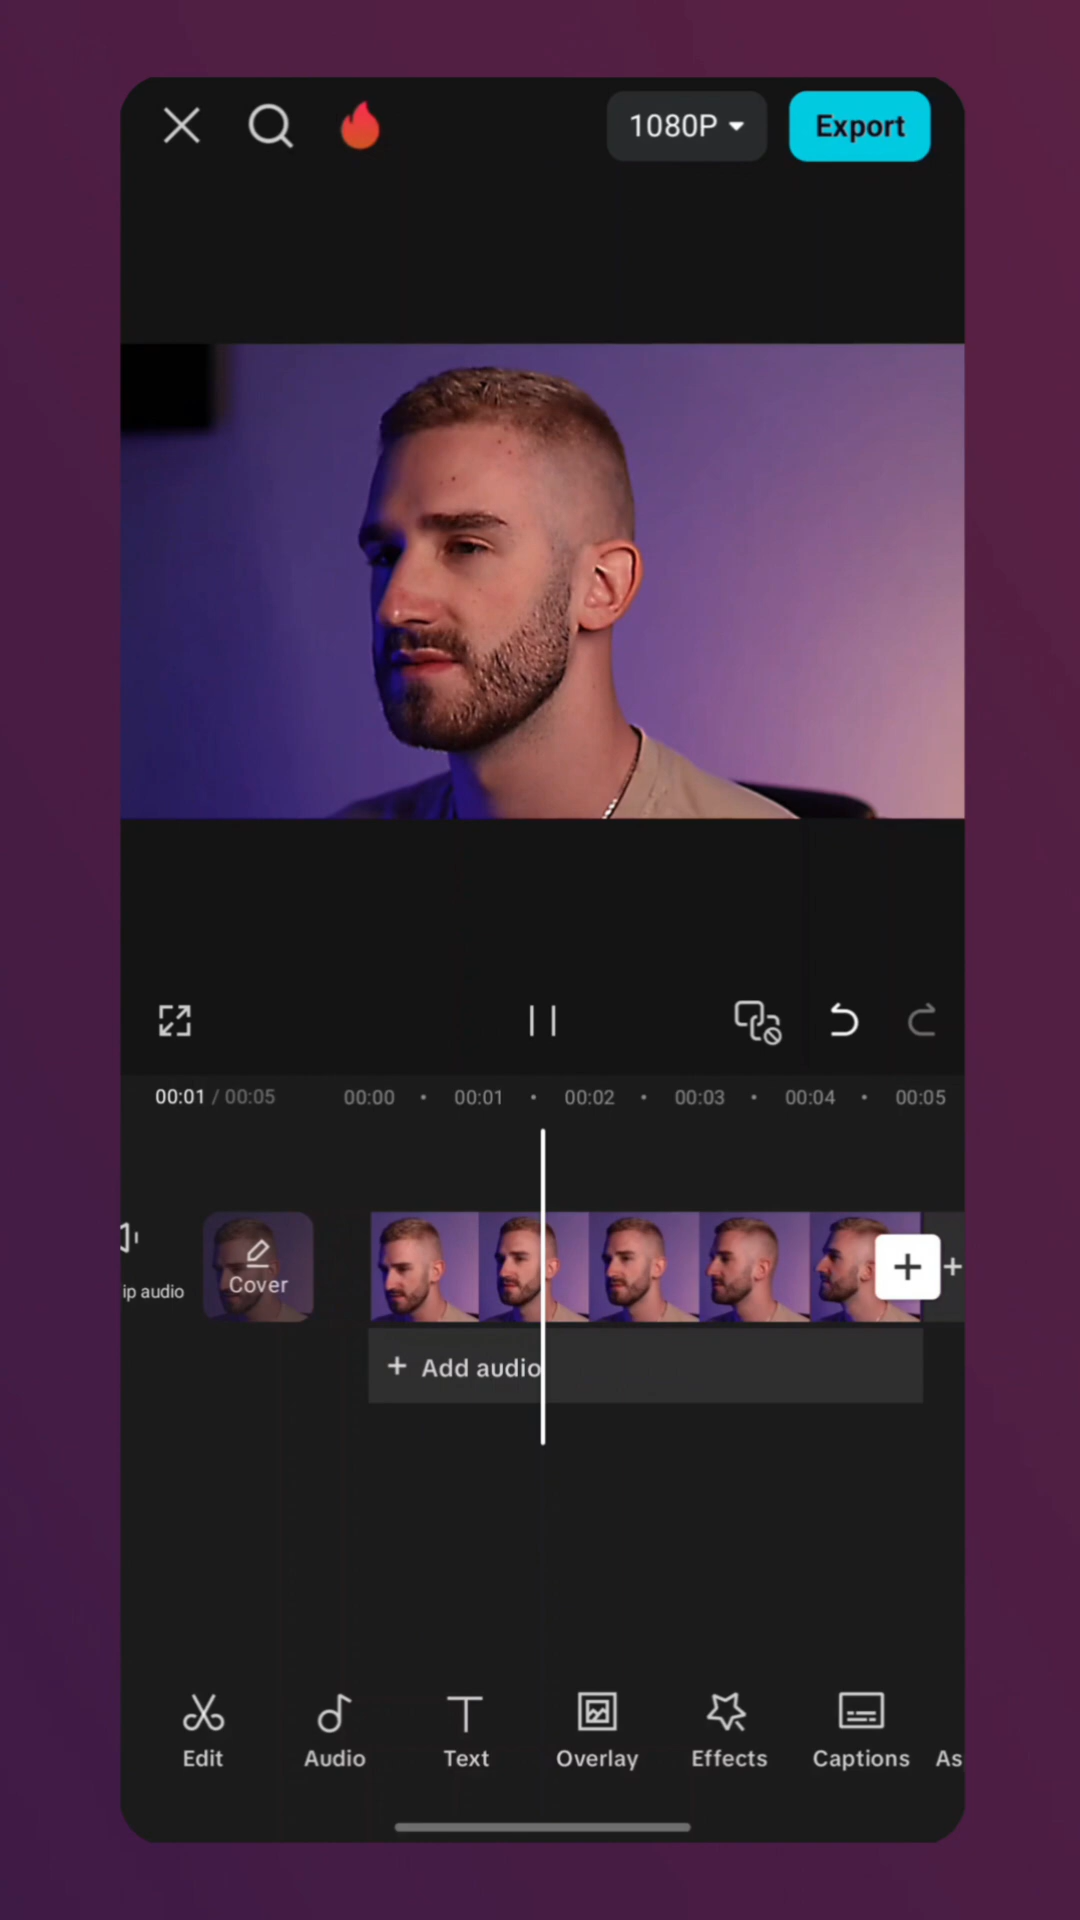 1080P
Export
00:01 / 00:05
00:00 00:01 00:02 00:03 00:04 00:05
ip audio
Cover
+ Add audio
Edit Audio Text Overlay Effects Captions As